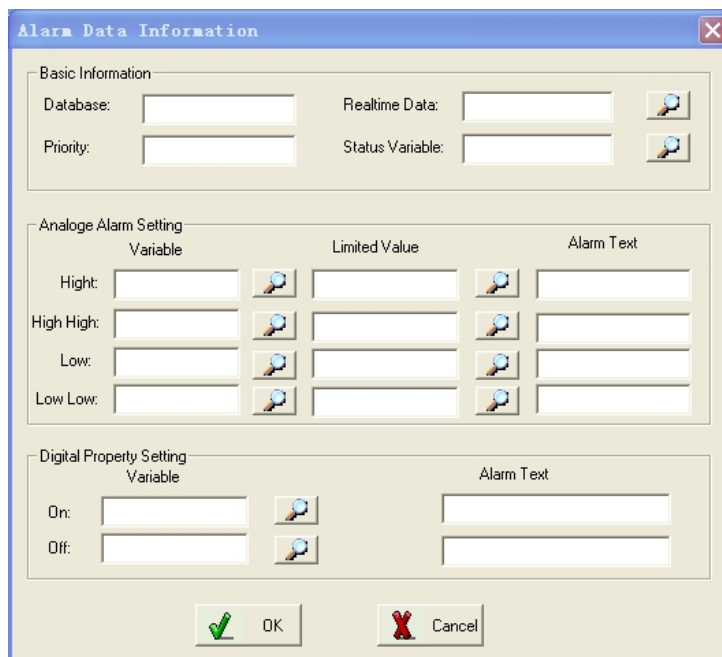 Alarm Data Information
Basic Information
Database: Realtime Data:
Priority: Status Variable:
Analoge Alarm Setting
Variable Limited Value Alarm Text
Hight:
High High:
Low:
Low Low:
Digital Property Setting
Variable Alarm Text
On:
Off:
OK Cancel